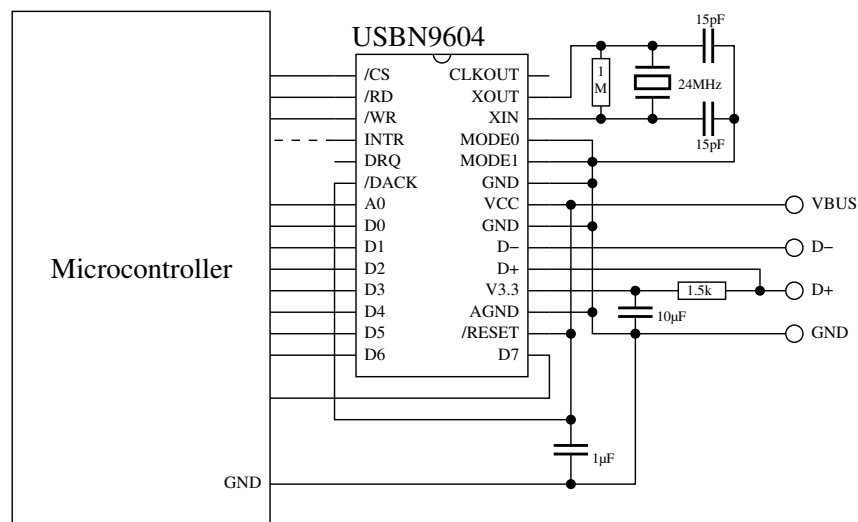 15pF
USBN9604
/CS
CLKOUT
/RD
XOUT
1
M
24MHz
/WR
XIN
INTR
MODE0
15pF
DRQ
MODE1
/DACK
GND
A0
VCC
VBUS
D0
GND
D1
D−
D−
Microcontroller
D2
D+
D3
V3.3
1.5k
D+
D4
AGND
10µF
D5
/RESET
GND
D6
D7
1µF
GND